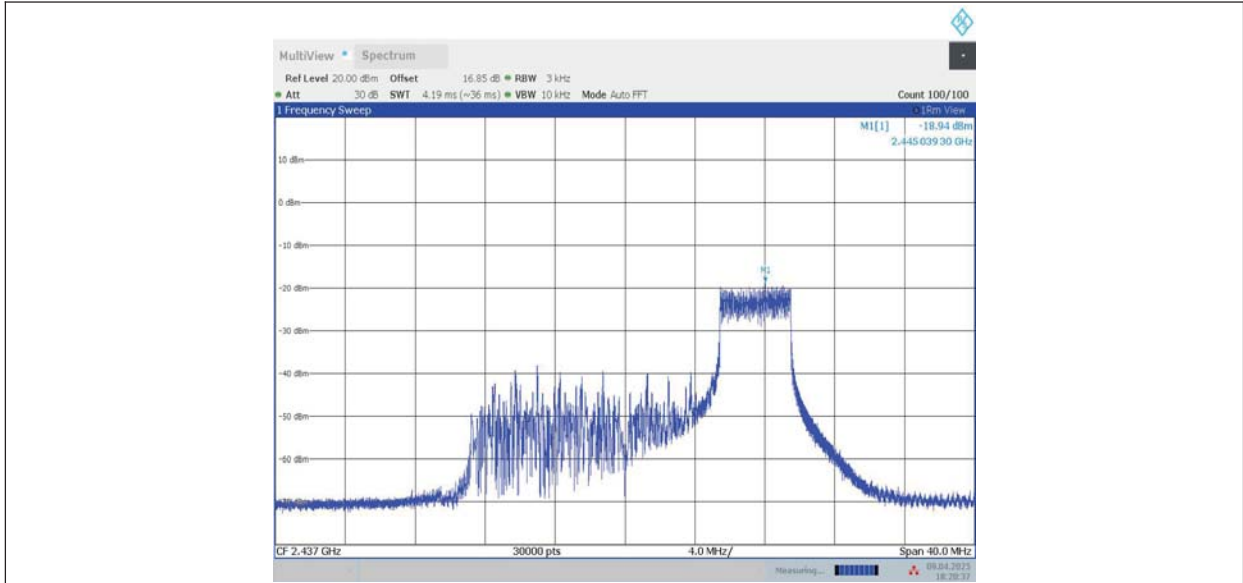 MultiView Spectrum
Ref Level 20.00 dBm Offset 16.85 dB RBW 3 kHz
Att 30 dB SWT 4.19 ms (~36 ms) VBW 10 kHz Mode Auto FFT Count 100/100
1 Frequency Sweep 1Rm View
M1[1] -18.94 dBm
2.445 039 30 GHz
10 dBm
0 dBm
-10 dBm
M1
-20 dBm
-30 dBm
-40 dBm
-50 dBm
-60 dBm
CF 2.437 GHz 30000 pts 4.0 MHz/ Span 40.0 MHz
Measuring... 09.04.2025
18:20:37